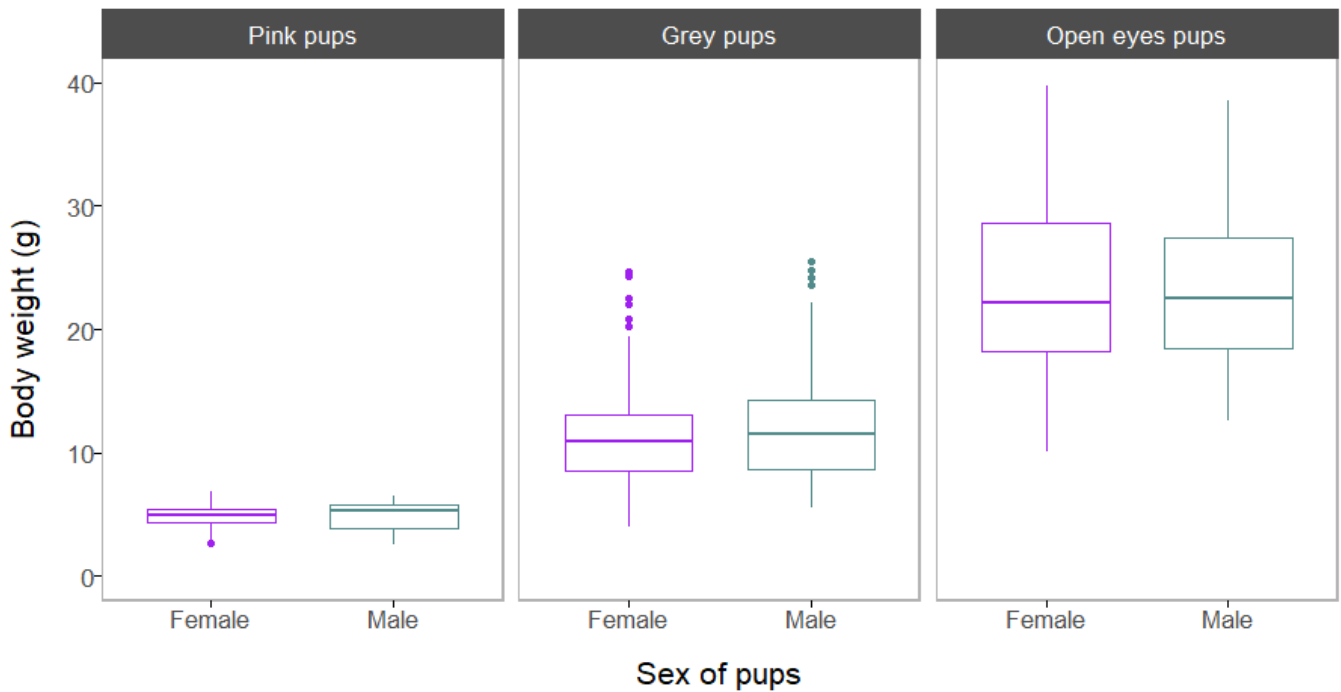 Pink pups
Grey pups
Open eyes pups
Body weight (g)
40
30
20
10
0
Female
Male
Female
Male
Female
Male
Sex of pups